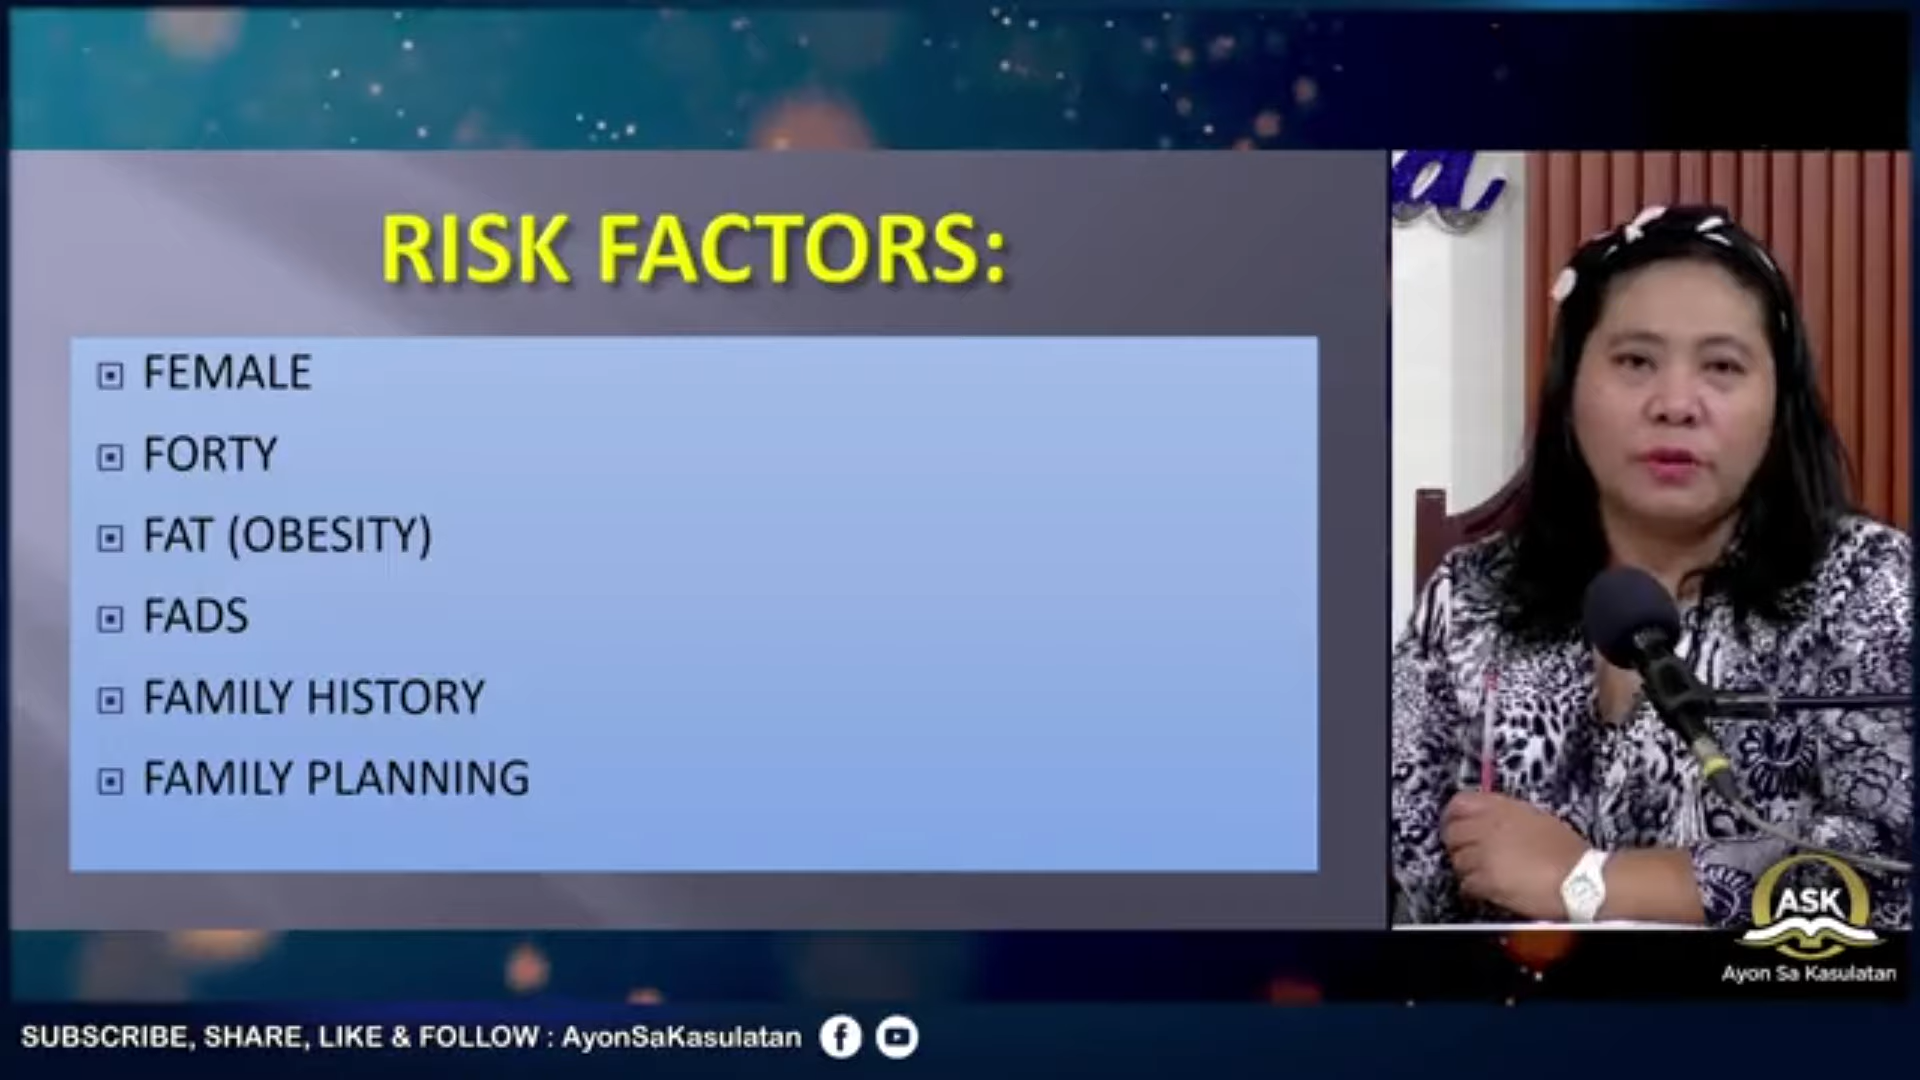 RISK FACTORS:
FEMALE
FORTY
FAT (OBESITY)
FADS
FAMILY HISTORY
FAMILY PLANNING
ASK
Ayon Sa Kasulatan
SUBSCRIBE, SHARE, LIKE & FOLLOW : AyonSaKasulatan